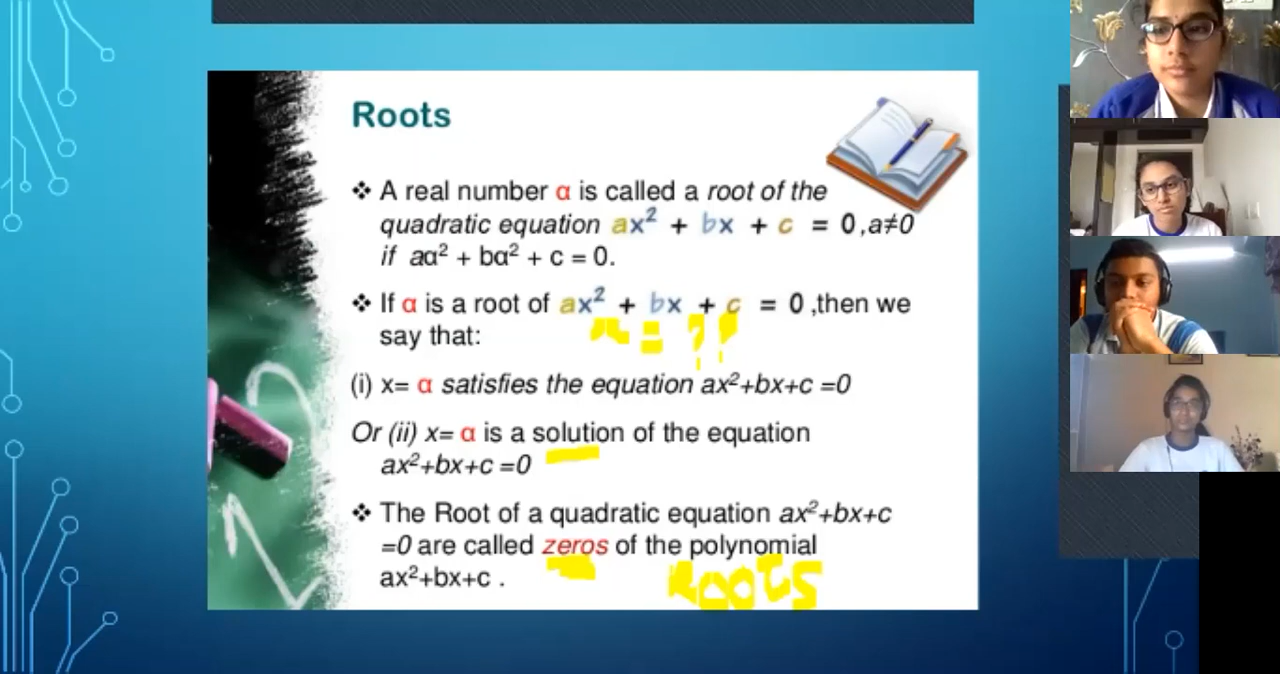 Roots
❖ A real number α is called a root of the
quadratic equation ax² + bx + c = 0,a≠0
if aα² + bα² + c = 0.
❖ If α is a root of ax² + bx + c = 0 ,then we
say that:
(i) x= α satisfies the equation ax²+bx+c =0
Or (ii) x= α is a solution of the equation
ax²+bx+c =0
❖ The Root of a quadratic equation ax²+bx+c
=0 are called zeros of the polynomial
ax²+bx+c .
ROOTS